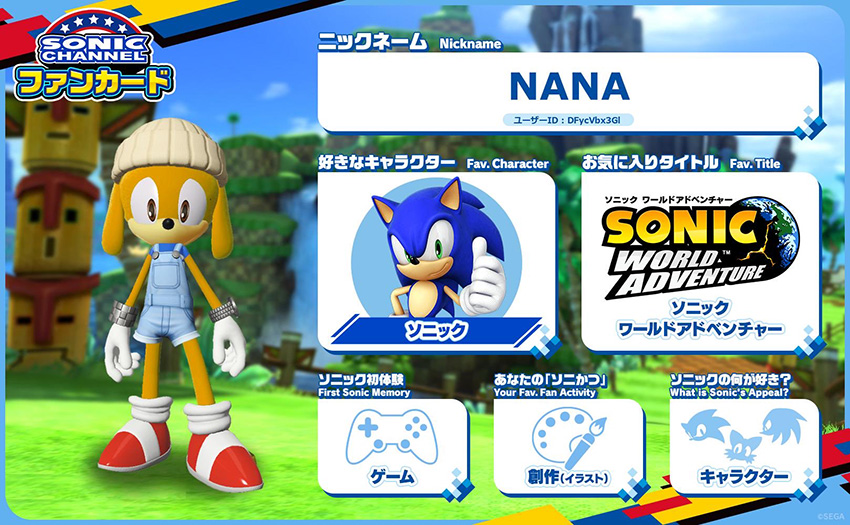 SONIC
CHANNEL
ファンカード
ニックネーム Nickname
NANA
ユーザーID：DFycVbx3Gl
好きなキャラクター Fav. Character
ソニック
お気に入りタイトル Fav. Title
ソニック ワールドアドベンチャー
SONIC
WORLD
ADVENTURE™
ソニック
ワールドアドベンチャー
ソニック初体験
First Sonic Memory
ゲーム
あなたの「ソニかつ」
Your Fav. Fan Activity
創作(イラスト)
ソニックの何が好き？
What is Sonic's Appeal?
キャラクター
©SEGA